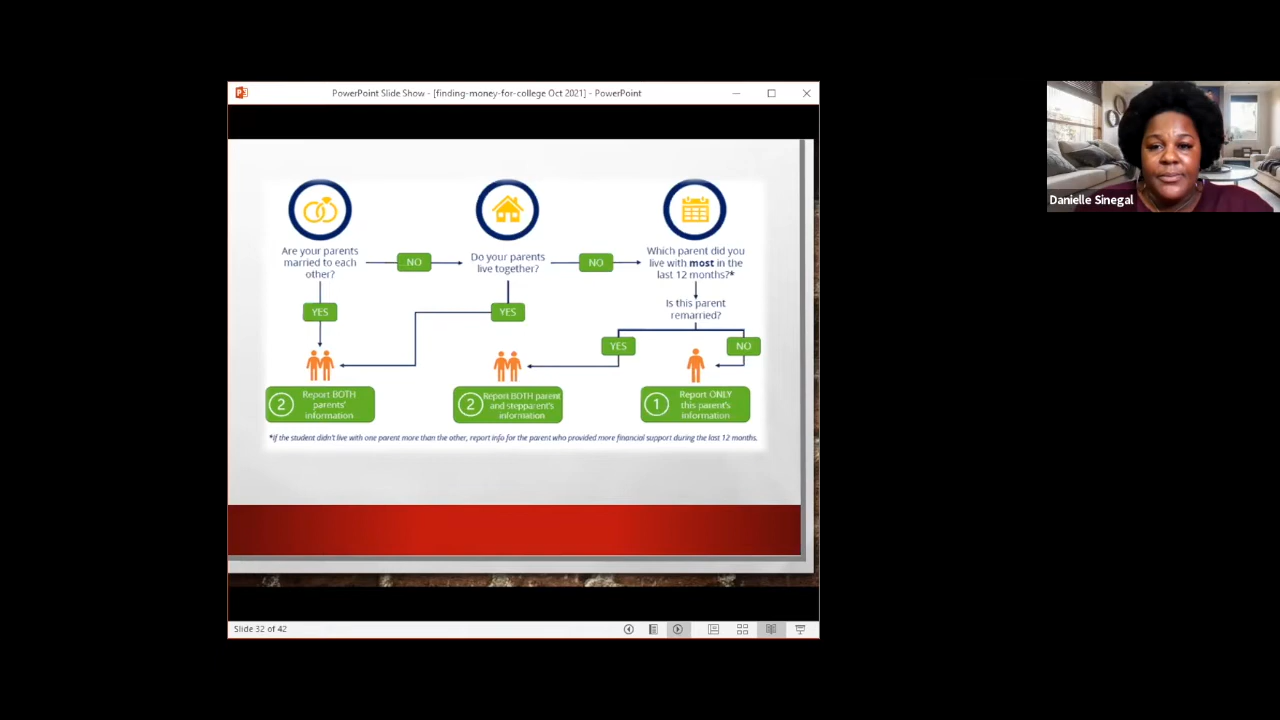 PowerPoint Slide Show - [finding-money-for-college Oct 2021] - PowerPoint
Are your parents
married to each
other?
NO
Do your parents
live together?
NO
Which parent did you
live with most in the
last 12 months?*
Is this parent
remarried?
YES
YES
YES
NO
2
Report BOTH
parents'
information
2
Report BOTH parent
and stepparent's
information
1
Report ONLY
this parent's
information
*If the student didn't live with one parent more than the other, report info for the parent who provided more financial support during the last 12 months.
Slide 32 of 42
Danielle Sinegal